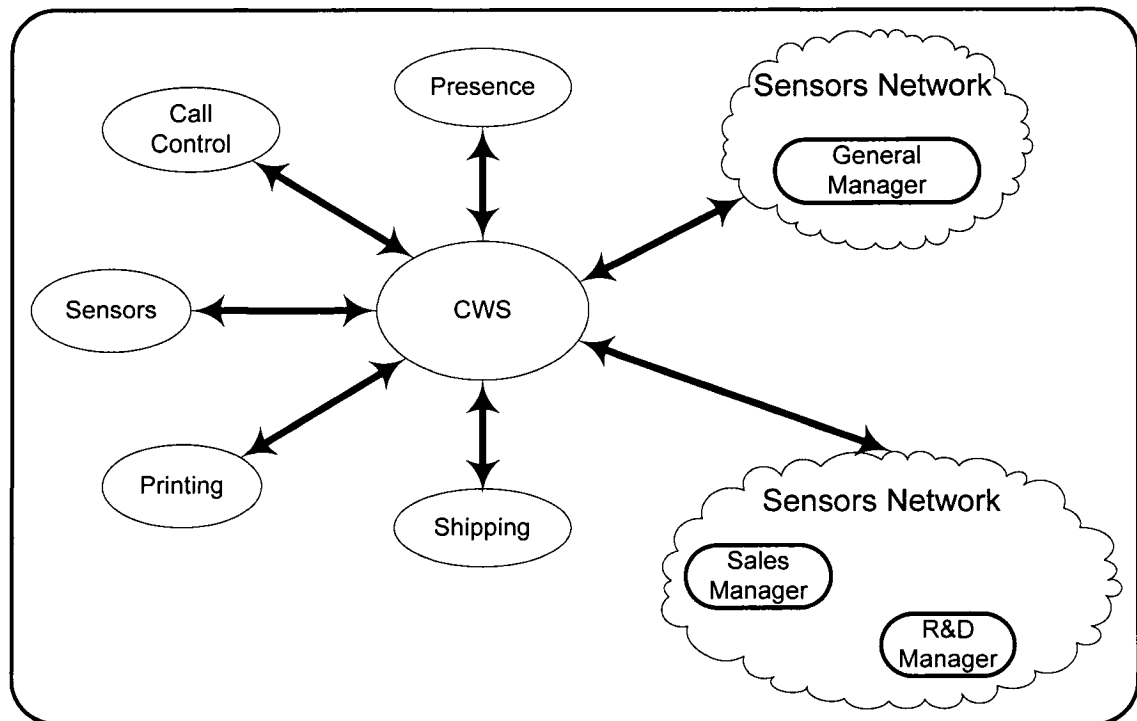 Presence
Call
Control
Sensors Network
General
Manager
Sensors
CWS
Printing
Shipping
Sensors Network
Sales
Manager
R&D
Manager